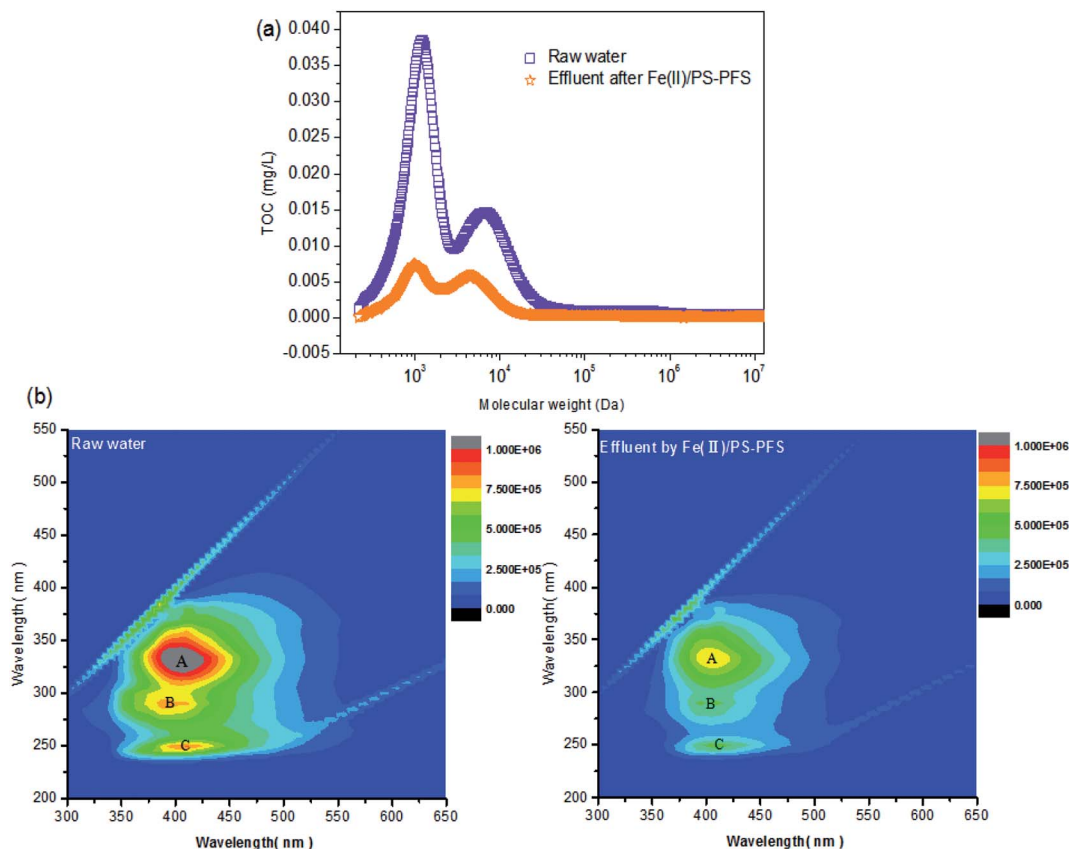 (a)
0.040
0.035
0.030
0.025
0.020
0.015
0.010
0.005
0.000
-0.005
TOC (mg/L)
Raw water
Effluent after Fe(II)/PS-PFS
10³ 10⁴ 10⁵ 10⁶ 10⁷
Molecular weight (Da)
(b)
Raw water
550
500
450
400
350
300
250
200
Wavelength( nm )
A
B
C
300 350 400 450 500 550 600 650
Wavelength( nm )
1.000E+06
7.500E+05
5.000E+05
2.500E+05
0.000
Effluent by Fe(II)/PS-PFS
550
500
450
400
350
300
250
200
Wavelength( nm )
A
B
C
300 350 400 450 500 550 600 650
Wavelength( nm )
1.000E+06
7.500E+05
5.000E+05
2.500E+05
0.000